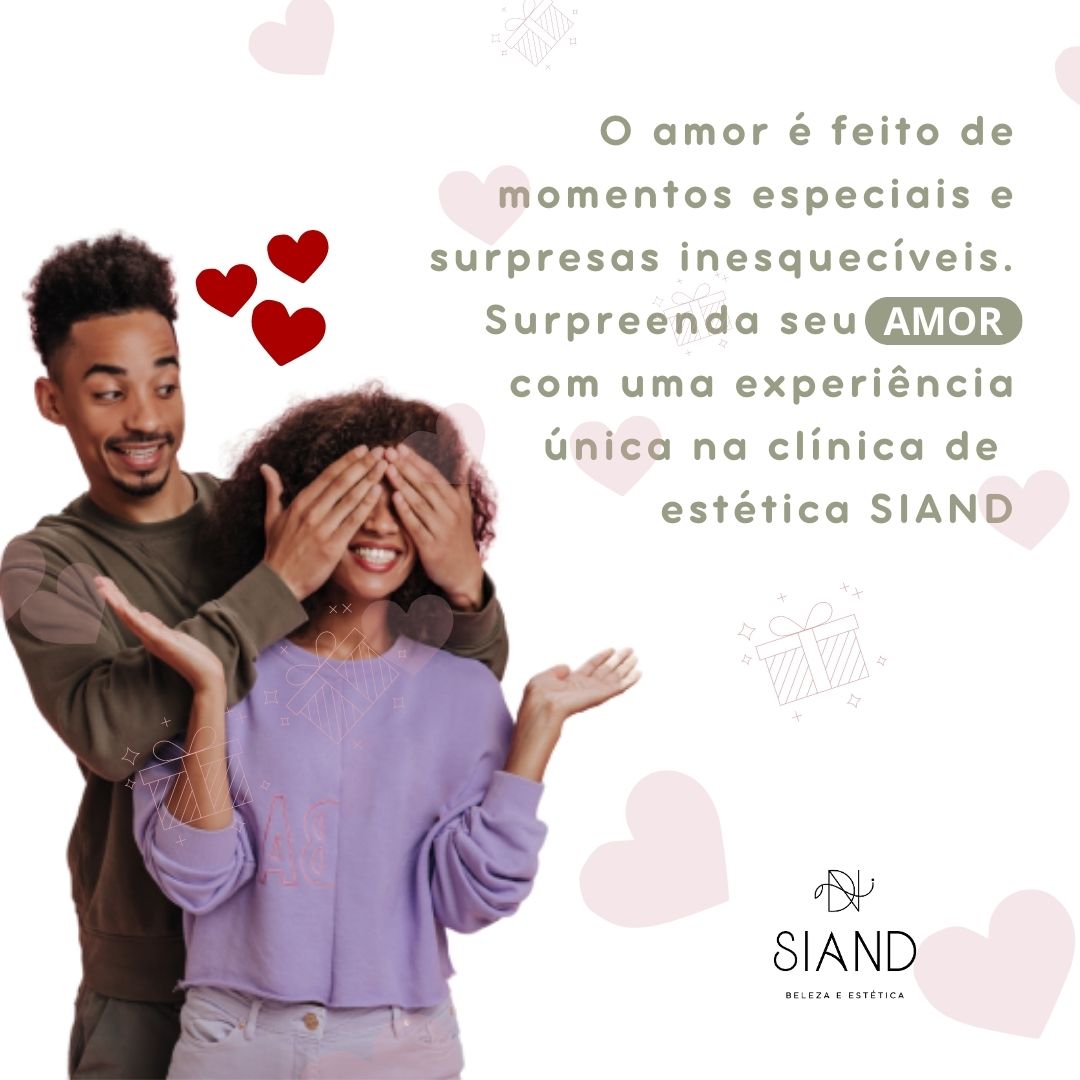 O amor é feito de
momentos especiais e
surpresas inesquecíveis.
Surpreenda seu AMOR
com uma experiência
única na clínica de
estética SIAND
SIAND
BELEZA E ESTÉTICA